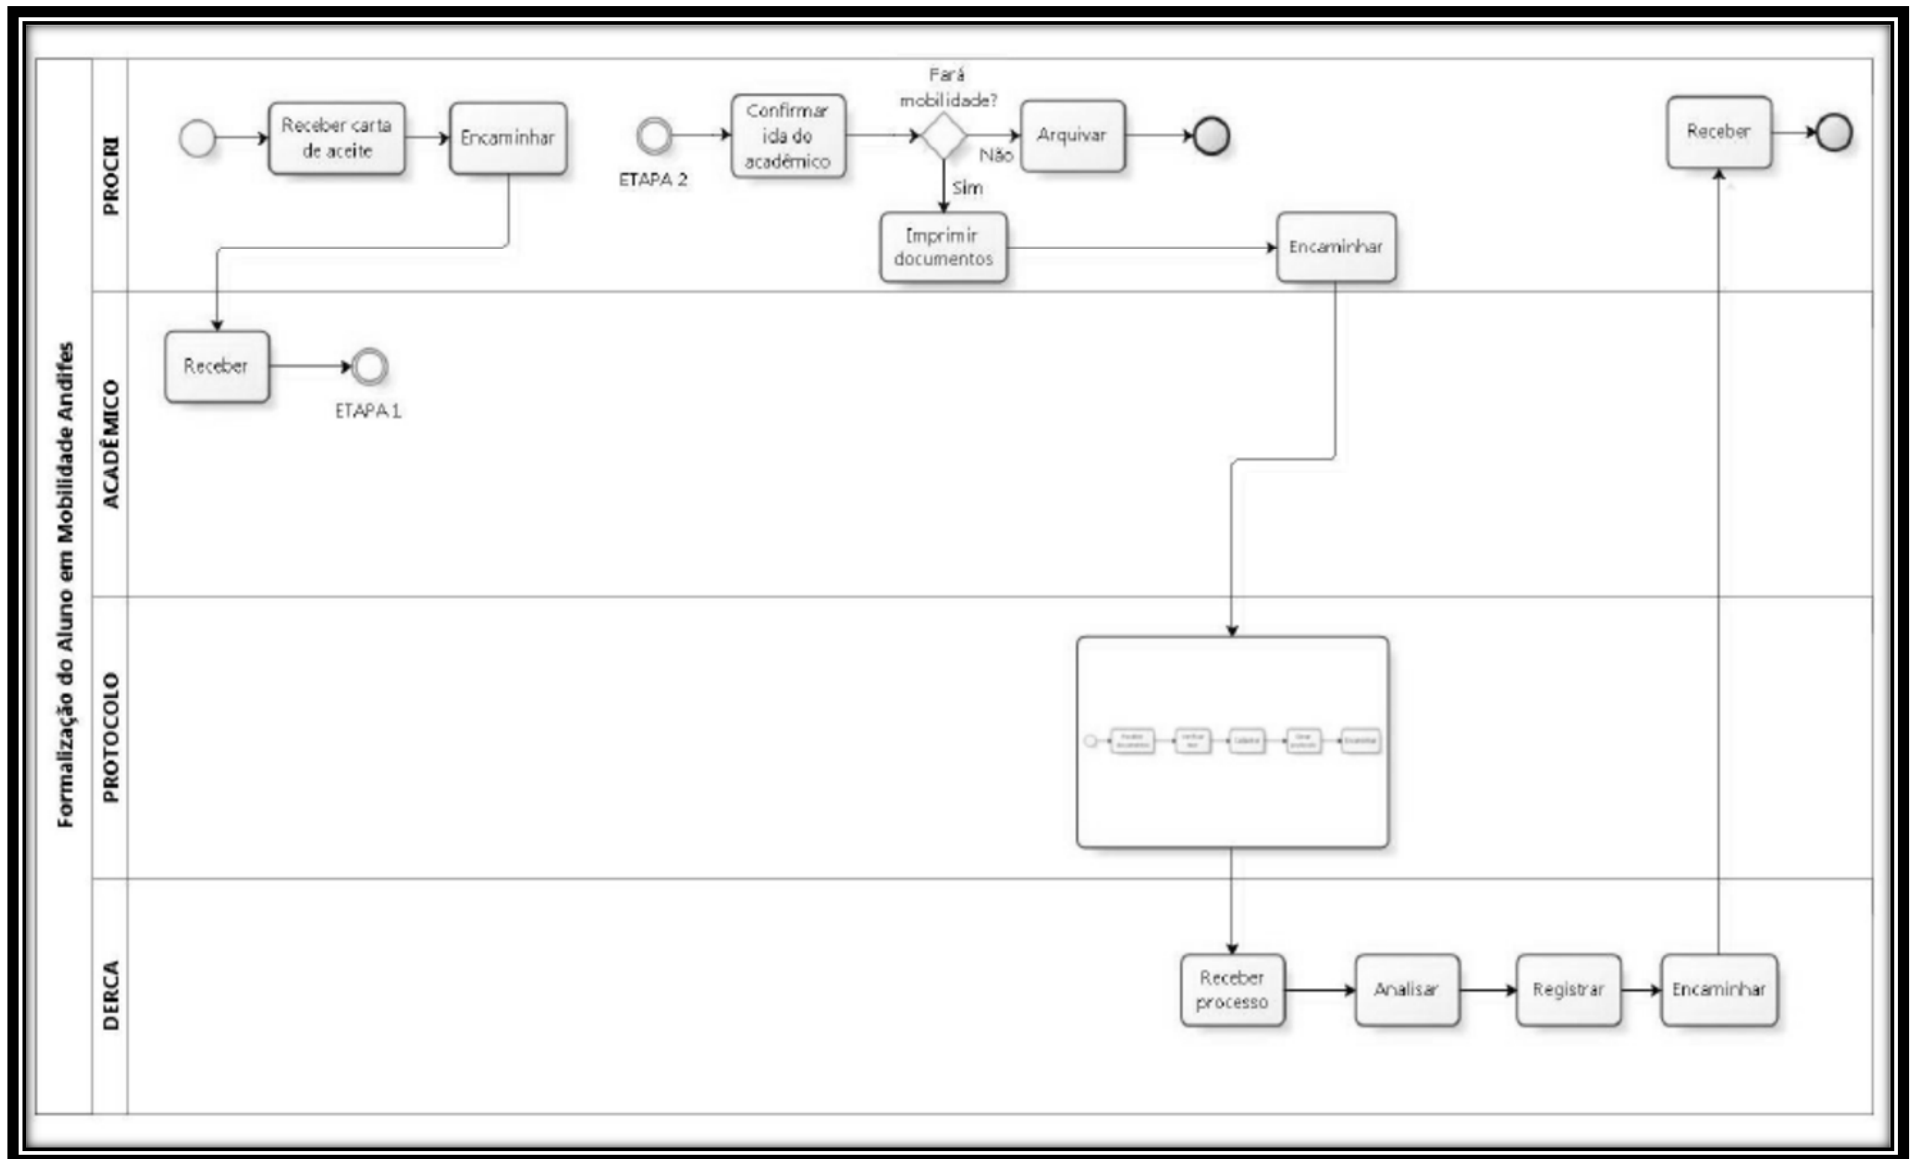 Formalização do Aluno em Mobilidade Andifes
PROCRI
Receber carta
de aceite
Encaminhar
ETAPA 2
Confirmar
ida do
acadêmico
Fará
mobilidade?
Não
Sim
Arquivar
Imprimir
documentos
Encaminhar
Receber
ACADÊMICO
Receber
ETAPA 1
PROTOCOLO
DERCA
Receber
processo
Analisar
Registrar
Encaminhar